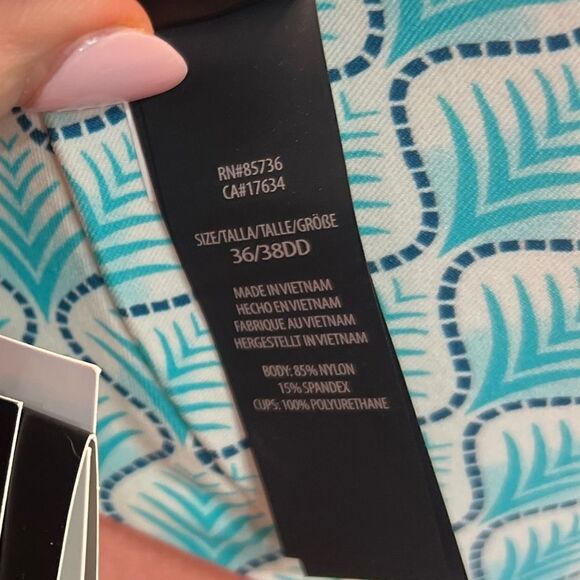 RN#85736
CA#17634
SIZE/TALLA/TALLE/GRÖßE
36/38DD
MADE IN VIETNAM
HECHO EN VIETNAM
FABRIQUE AU VIETNAM
HERGESTELLT IN VIETNAM
BODY: 85% NYLON
15% SPANDEX
CUPS: 100% POLYURETHANE